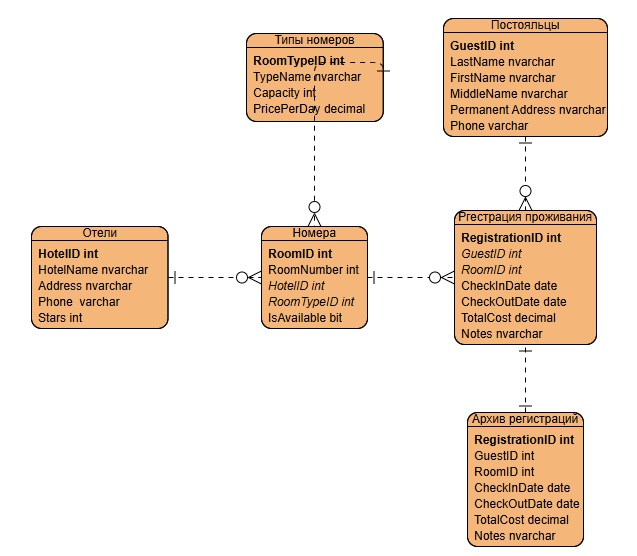 Типы номеров
RoomTypeID int
TypeName nvarchar
Capacity int
PricePerDay decimal
Постояльцы
GuestID int
LastName nvarchar
FirstName nvarchar
MiddleName nvarchar
Permanent Address nvarchar
Phone varchar
Отели
HotelID int
HotelName nvarchar
Address nvarchar
Phone varchar
Stars int
Номера
RoomID int
RoomNumber int
HotelID int
RoomTypeID int
IsAvailable bit
Ргестрация проживания
RegistrationID int
GuestID int
RoomID int
CheckInDate date
CheckOutDate date
TotalCost decimal
Notes nvarchar
Архив регистраций
RegistrationID int
GuestID int
RoomID int
CheckInDate date
CheckOutDate date
TotalCost decimal
Notes nvarchar